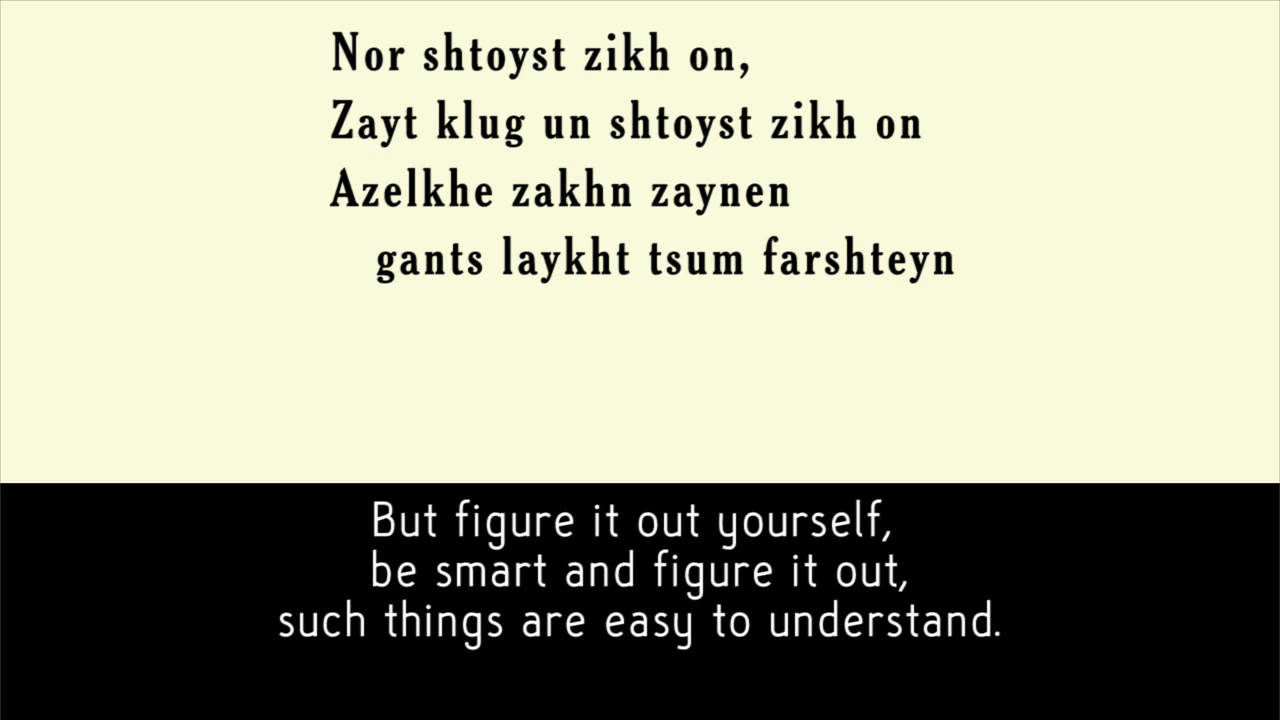 Nor shtoyst zikh on,
Zayt klug un shtoyst zikh on
Azelkhe zakhn zaynen
gants laykht tsum farshteyn
But figure it out yourself,
be smart and figure it out,
such things are easy to understand.